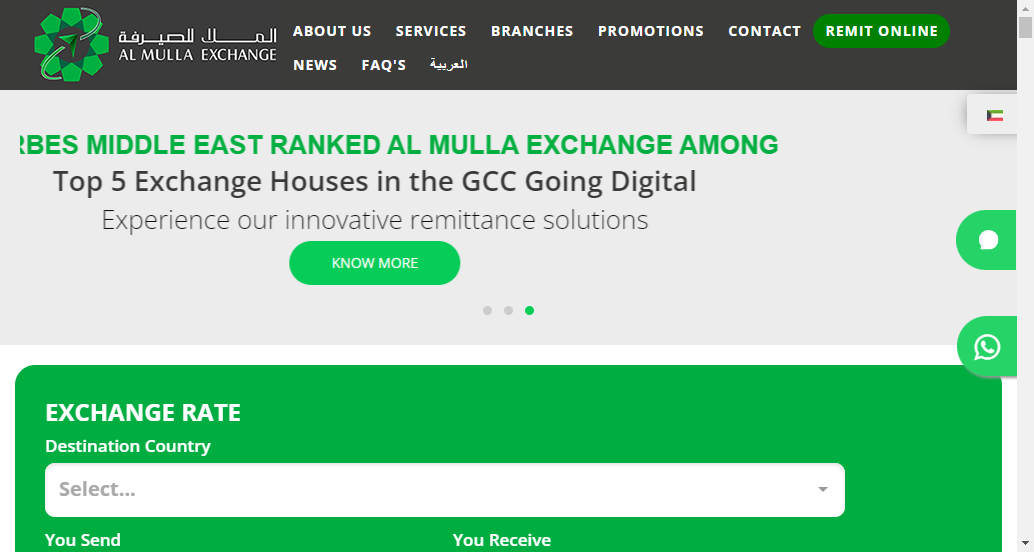 المـــلا للصيرفة
AL MULLA EXCHANGE
ABOUT US
SERVICES
BRANCHES
PROMOTIONS
CONTACT
REMIT ONLINE
NEWS
FAQ'S
العربية
RBES MIDDLE EAST RANKED AL MULLA EXCHANGE AMONG
Top 5 Exchange Houses in the GCC Going Digital
Experience our innovative remittance solutions
KNOW MORE
EXCHANGE RATE
Destination Country
Select...
You Send
You Receive